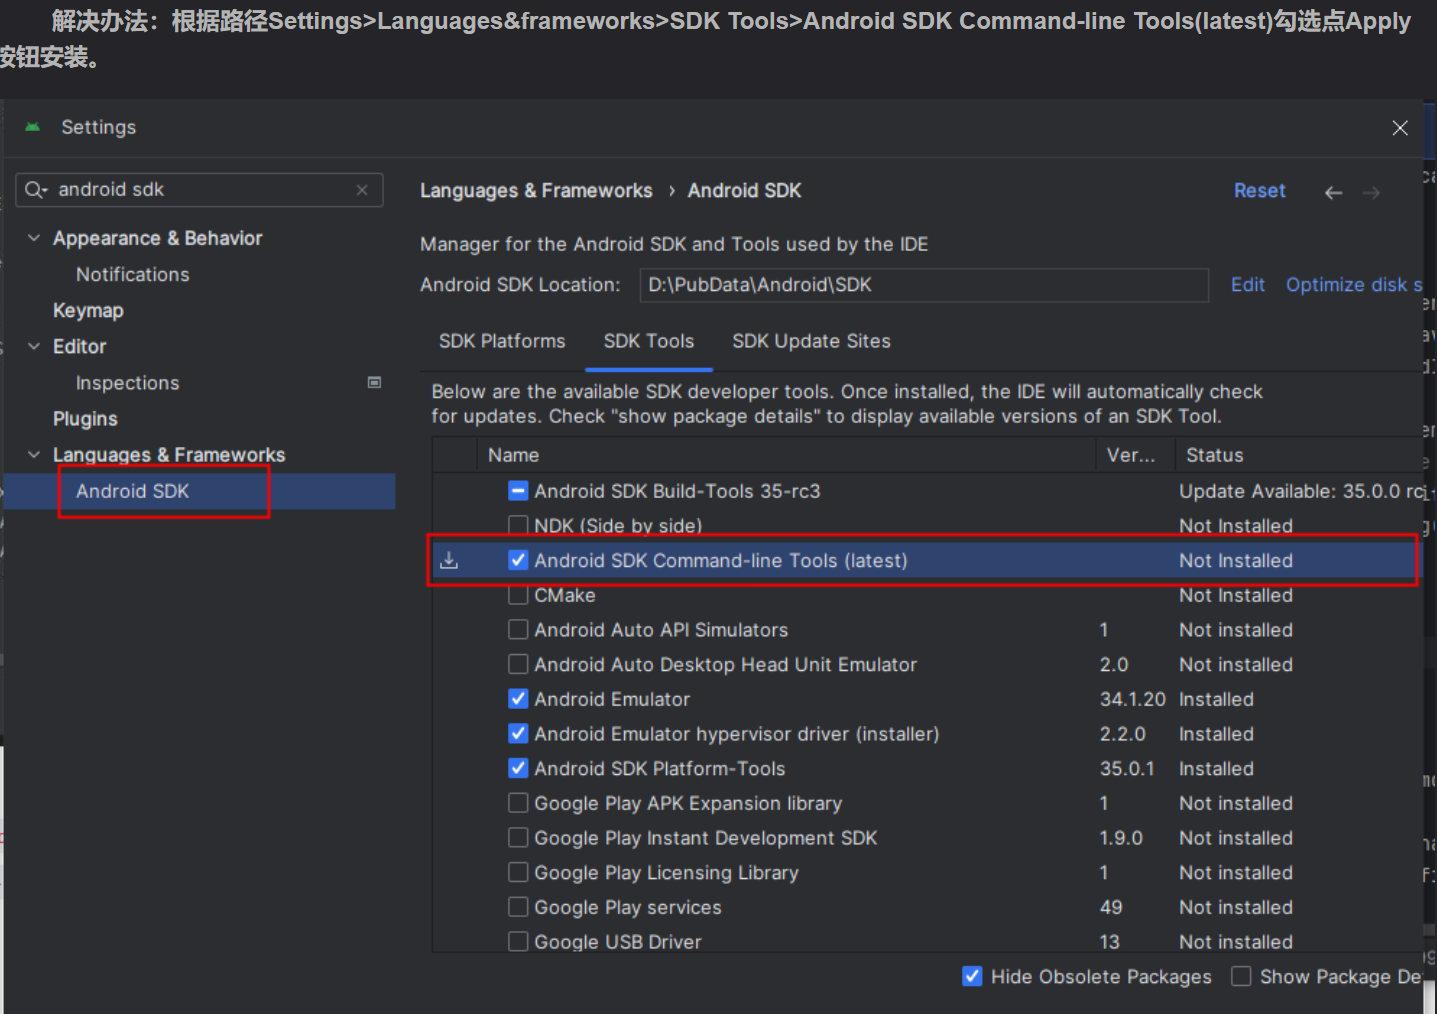 解决办法：根据路径Settings>Languages&frameworks>SDK Tools>Android SDK Command-line Tools(latest)勾选点Apply
按钮安装。
Settings
android sdk
Languages & Frameworks › Android SDK
Reset
Appearance & Behavior
Notifications
Keymap
Editor
Inspections
Plugins
Languages & Frameworks
Android SDK
Manager for the Android SDK and Tools used by the IDE
Android SDK Location: D:\PubData\Android\SDK Edit Optimize disk s
SDK Platforms SDK Tools SDK Update Sites
Below are the available SDK developer tools. Once installed, the IDE will automatically check
for updates. Check "show package details" to display available versions of an SDK Tool.
Name Ver... Status
Android SDK Build-Tools 35-rc3 Update Available: 35.0.0 rc
NDK (Side by side) Not Installed
Android SDK Command-line Tools (latest) Not Installed
CMake Not Installed
Android Auto API Simulators 1 Not installed
Android Auto Desktop Head Unit Emulator 2.0 Not installed
Android Emulator 34.1.20 Installed
Android Emulator hypervisor driver (installer) 2.2.0 Installed
Android SDK Platform-Tools 35.0.1 Installed
Google Play APK Expansion library 1 Not installed
Google Play Instant Development SDK 1.9.0 Not installed
Google Play Licensing Library 1 Not installed
Google Play services 49 Not installed
Google USB Driver 13 Not installed
Hide Obsolete Packages Show Package De